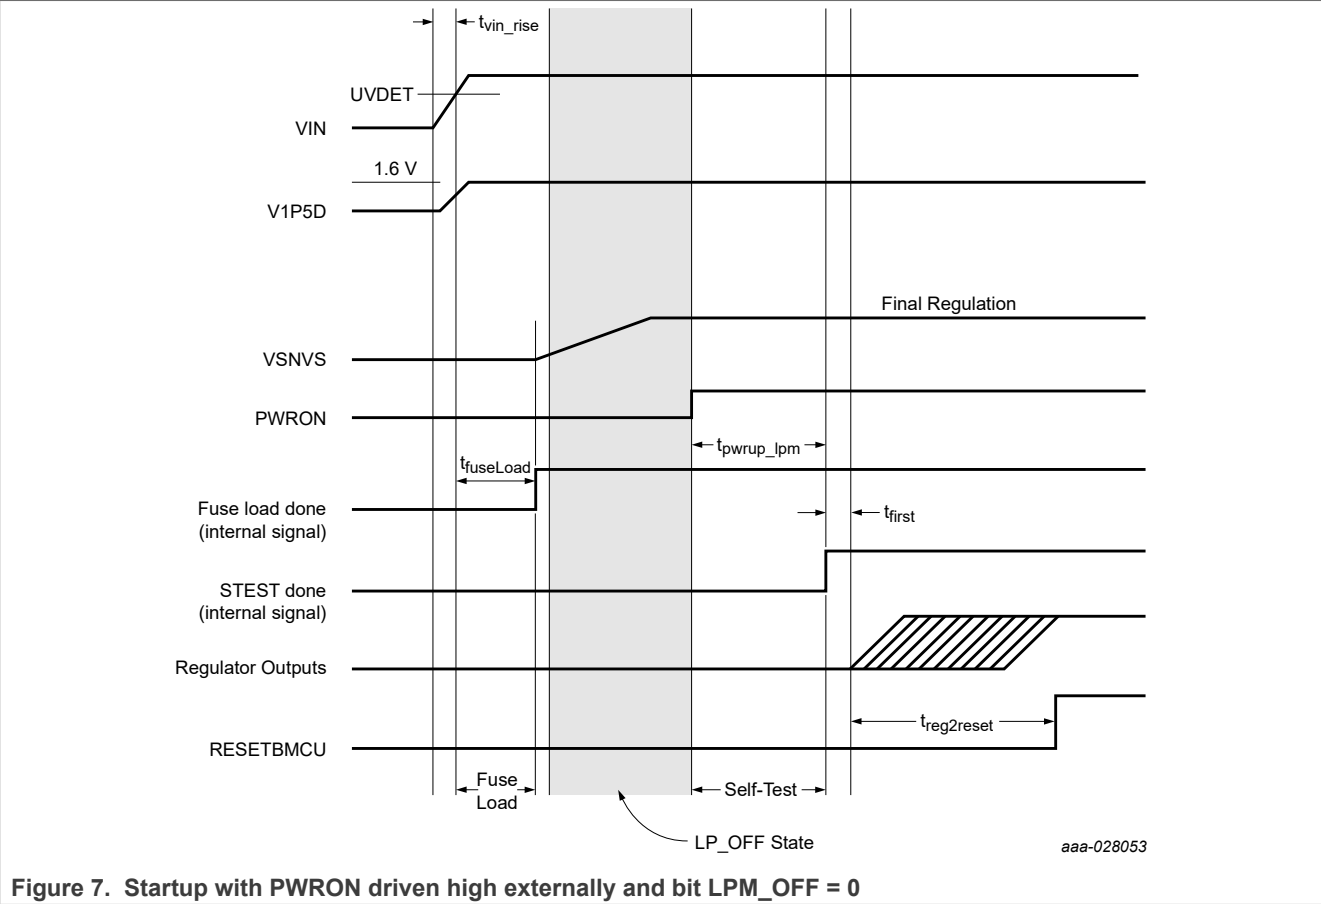 tvin_rise
UVDET
VIN
1.6 V
V1P5D
Final Regulation
VSNVS
PWRON
tpwrup_lpm
tfuseLoad
Fuse load done
(internal signal)
tfirst
STEST done
(internal signal)
Regulator Outputs
treg2reset
RESETBMCU
Fuse
Load
Self-Test
LP_OFF State
aaa-028053
Figure 7. Startup with PWRON driven high externally and bit LPM_OFF = 0